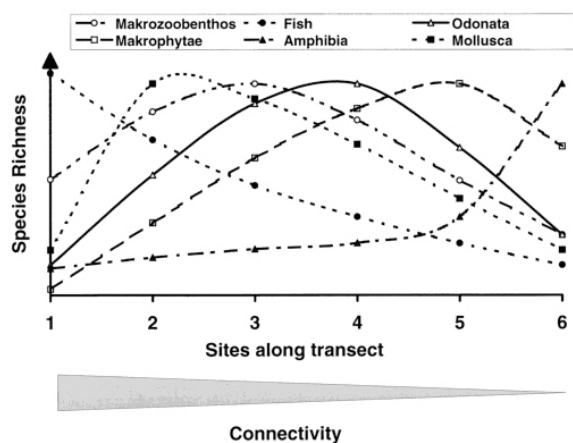 Makrozoobenthos Fish Odonata
Makrophytae Amphibia Mollusca
Species Richness
1 2 3 4 5 6
Sites along transect
Connectivity